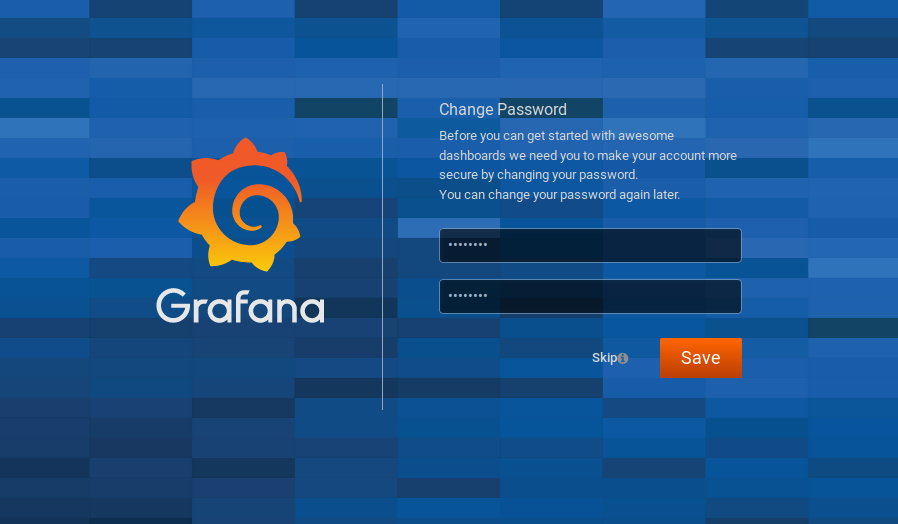 Grafana
Change Password
Before you can get started with awesome
dashboards we need you to make your account more
secure by changing your password.
You can change your password again later.
••••••••
••••••••
Skip
Save